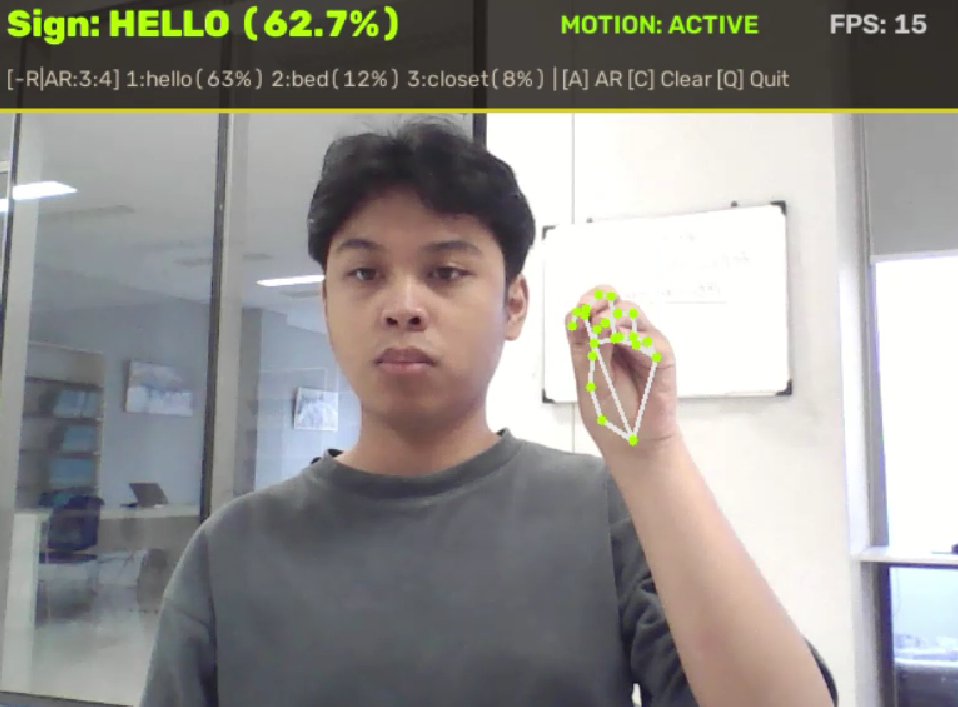 Sign: HELLO (62.7%) MOTION: ACTIVE FPS: 15
[-R|AR:3:4] 1:hello(63%) 2:bed(12%) 3:closet(8%) | [A] AR [C] Clear [Q] Quit